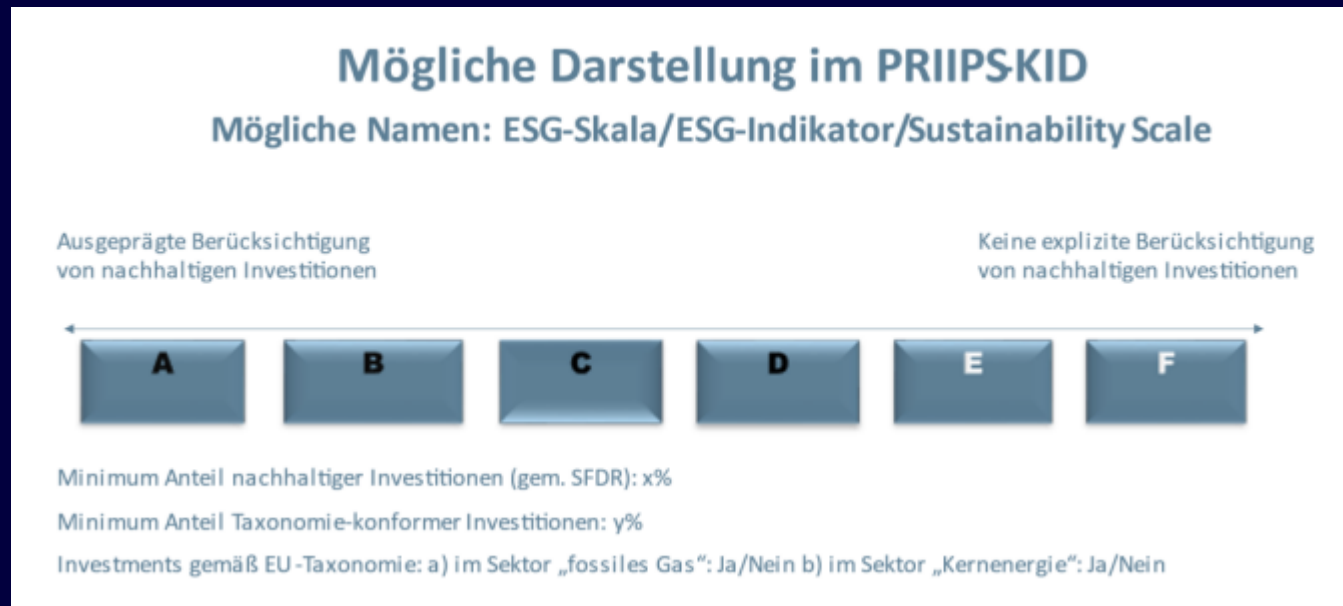 Mögliche Darstellung im PRIIPS-KID
Mögliche Namen: ESG-Skala/ESG-Indikator/Sustainability Scale
Ausgeprägte Berücksichtigung
von nachhaltigen Investitionen
Keine explizite Berücksichtigung
von nachhaltigen Investitionen
A B C D E F
Minimum Anteil nachhaltiger Investitionen (gem. SFDR): x%
Minimum Anteil Taxonomie-konformer Investitionen: y%
Investments gemäß EU-Taxonomie: a) im Sektor „fossiles Gas“: Ja/Nein b) im Sektor „Kernenergie“: Ja/Nein